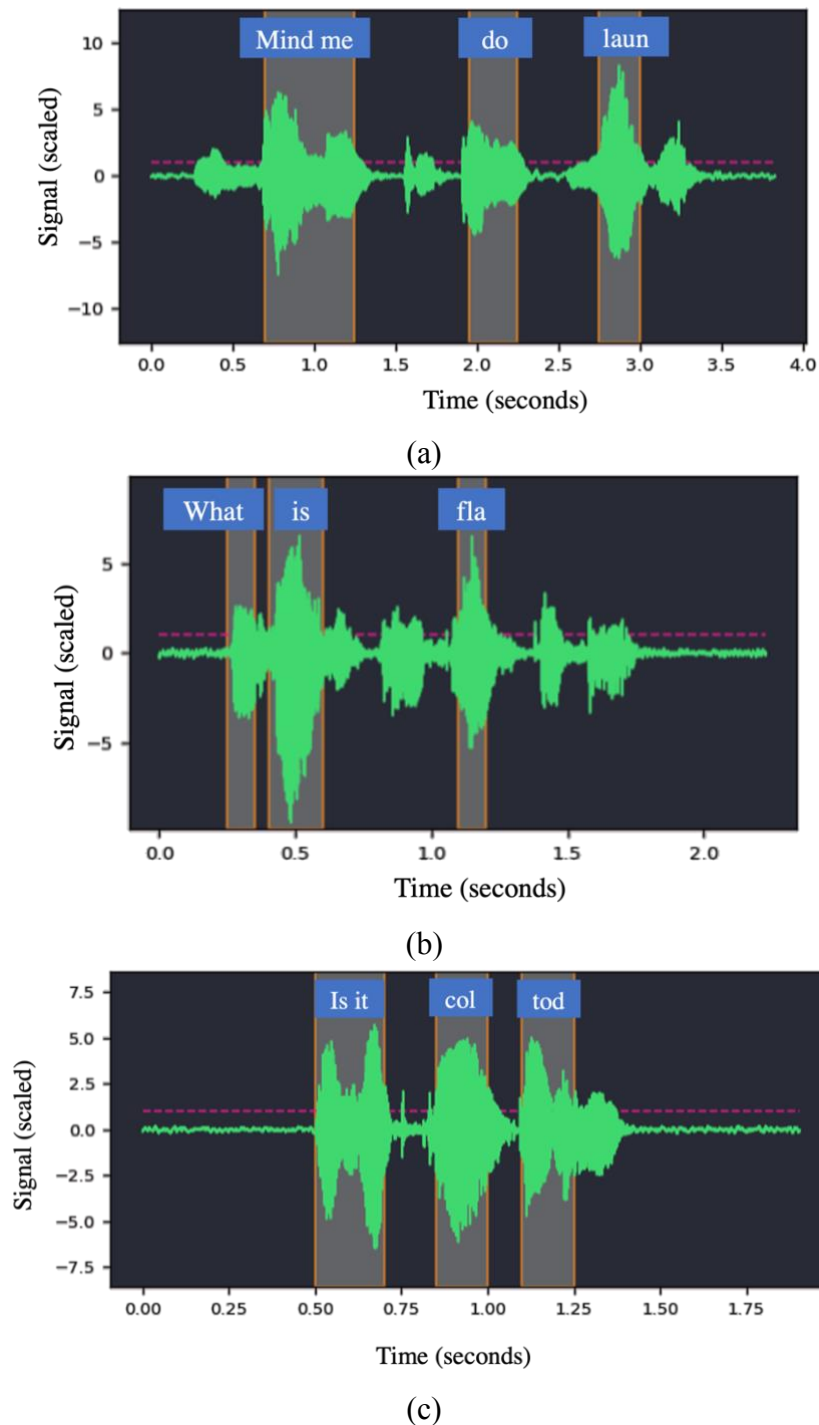 Mind me do laun
10
5
0
−5
−10
Signal (scaled)
0.0 0.5 1.0 1.5 2.0 2.5 3.0 3.5 4.0
Time (seconds)
(a)
What is fla
5
0
−5
Signal (scaled)
0.0 0.5 1.0 1.5 2.0
Time (seconds)
(b)
Is it col tod
7.5
5.0
2.5
0.0
−2.5
−5.0
−7.5
Signal (scaled)
0.00 0.25 0.50 0.75 1.00 1.25 1.50 1.75
Time (seconds)
(c)